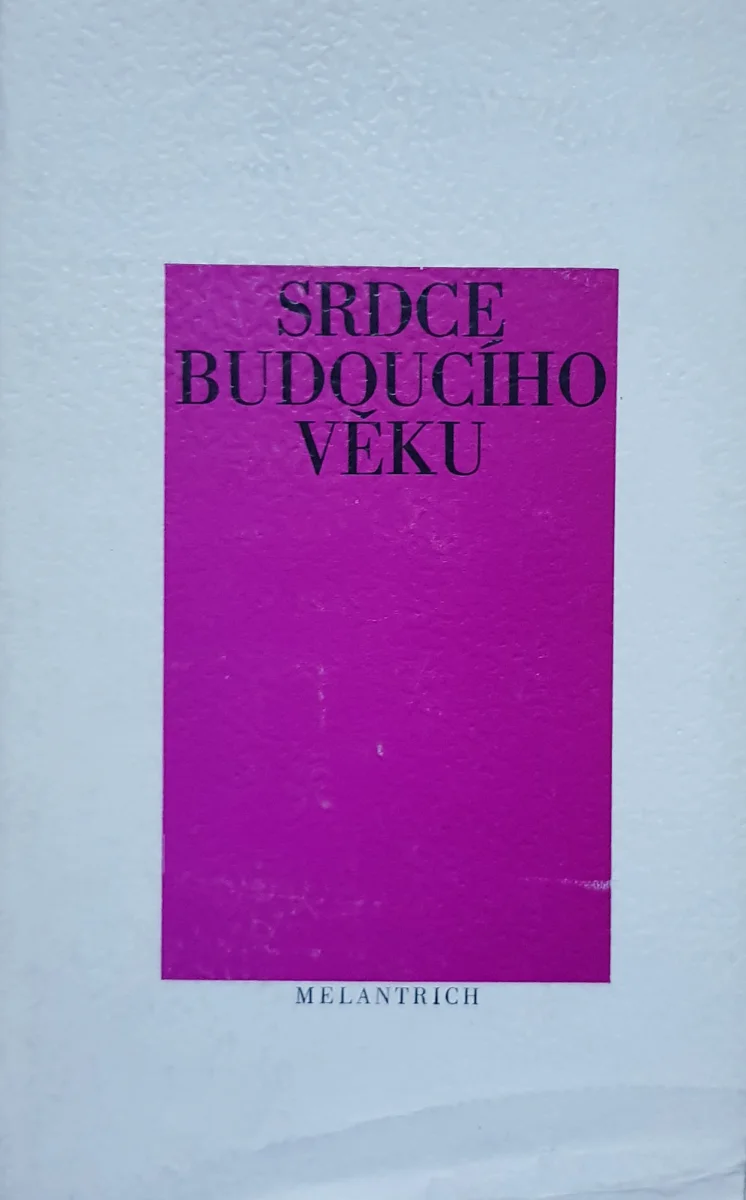 SRDCE
BUDOUCÍHO
VĚKU
MELANTRICH